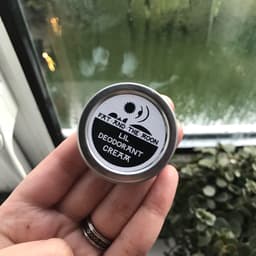 FAT AND THE MOON
LIL
DEODORANT
CREAM